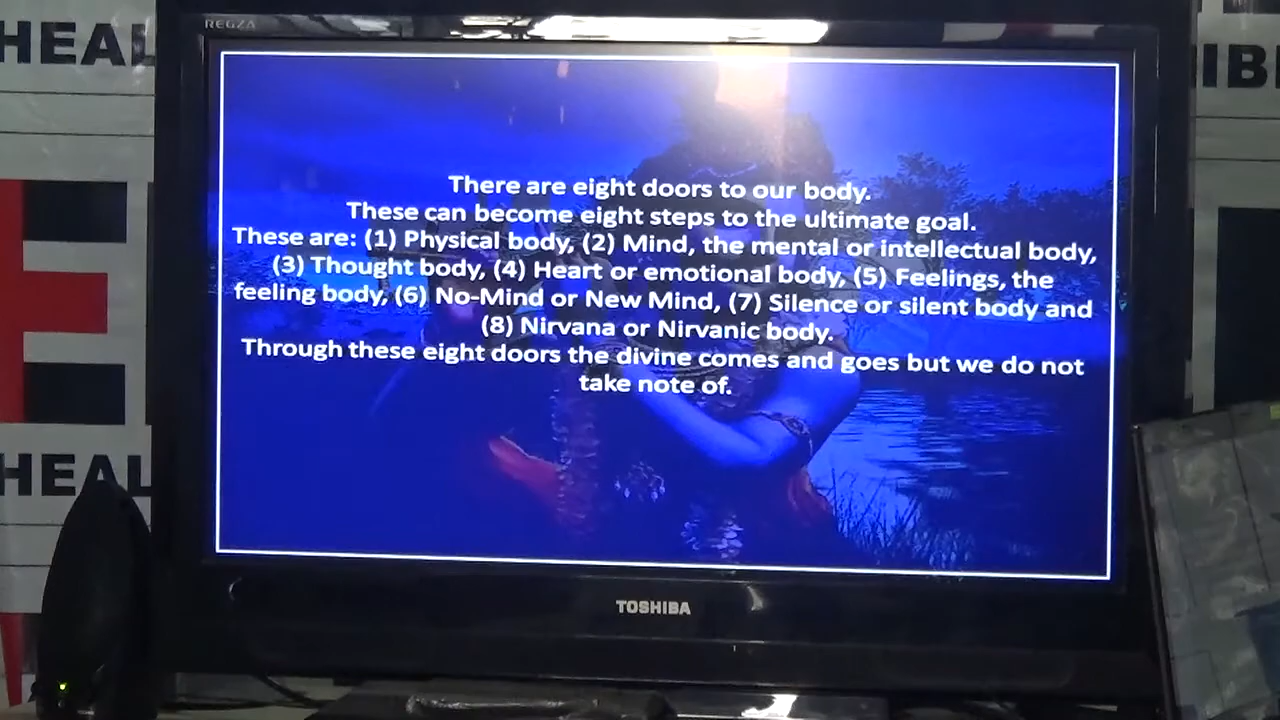 REGZA
HEAL
IBI
There are eight doors to our body.
These can become eight steps to the ultimate goal.
These are: (1) Physical body, (2) Mind, the mental or intellectual body,
(3) Thought body, (4) Heart or emotional body, (5) Feelings, the
feeling body, (6) No-Mind or New Mind, (7) Silence or silent body and
(8) Nirvana or Nirvanic body.
Through these eight doors the divine comes and goes but we do not
take note of.
HEAL
TOSHIBA